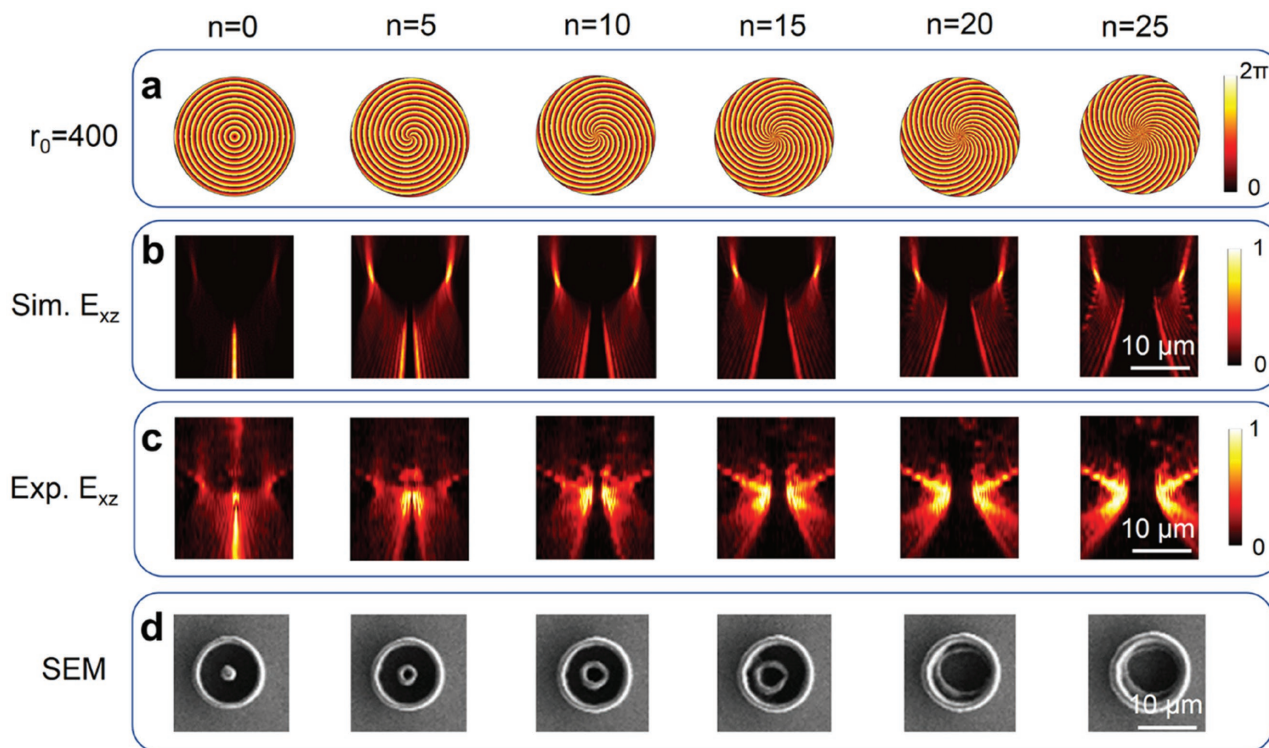 n=0 n=5 n=10 n=15 n=20 n=25
a
r₀=400
2π
0
b
Sim. Eₓz
10 μm
1
0
c
Exp. Eₓz
10 μm
1
0
d
SEM
10 μm